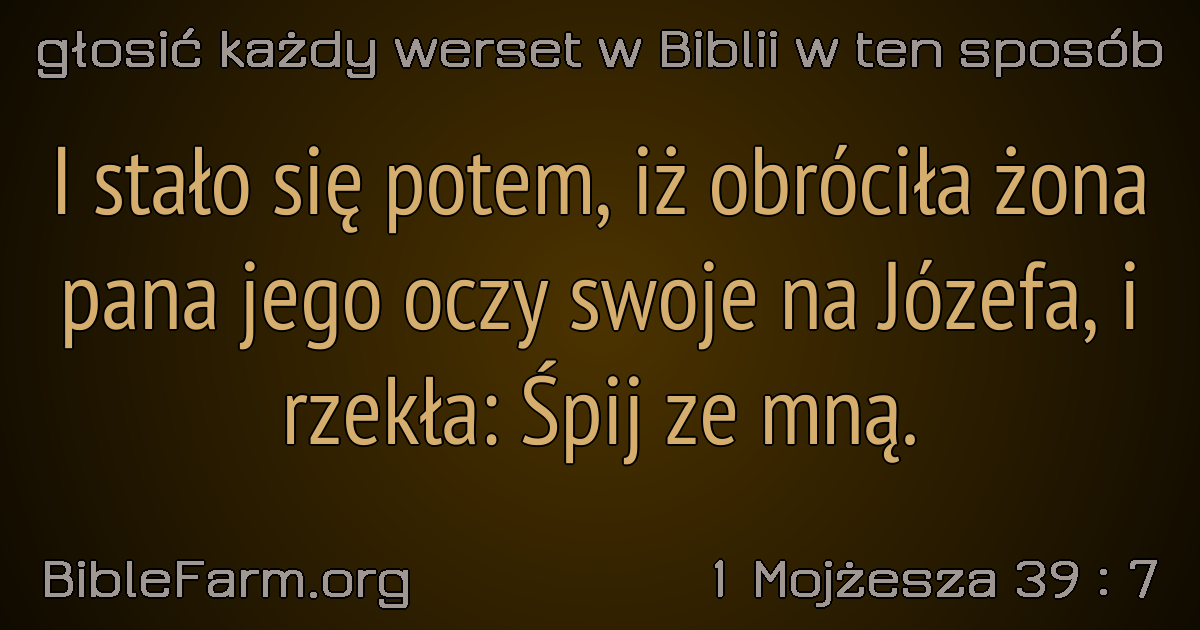 głosić każdy werset w Biblii w ten sposób
I stało się potem, iż obróciła żona
pana jego oczy swoje na Józefa, i
rzekła: Śpij ze mną.
BibleFarm.org
1 Mojżesza 39 : 7